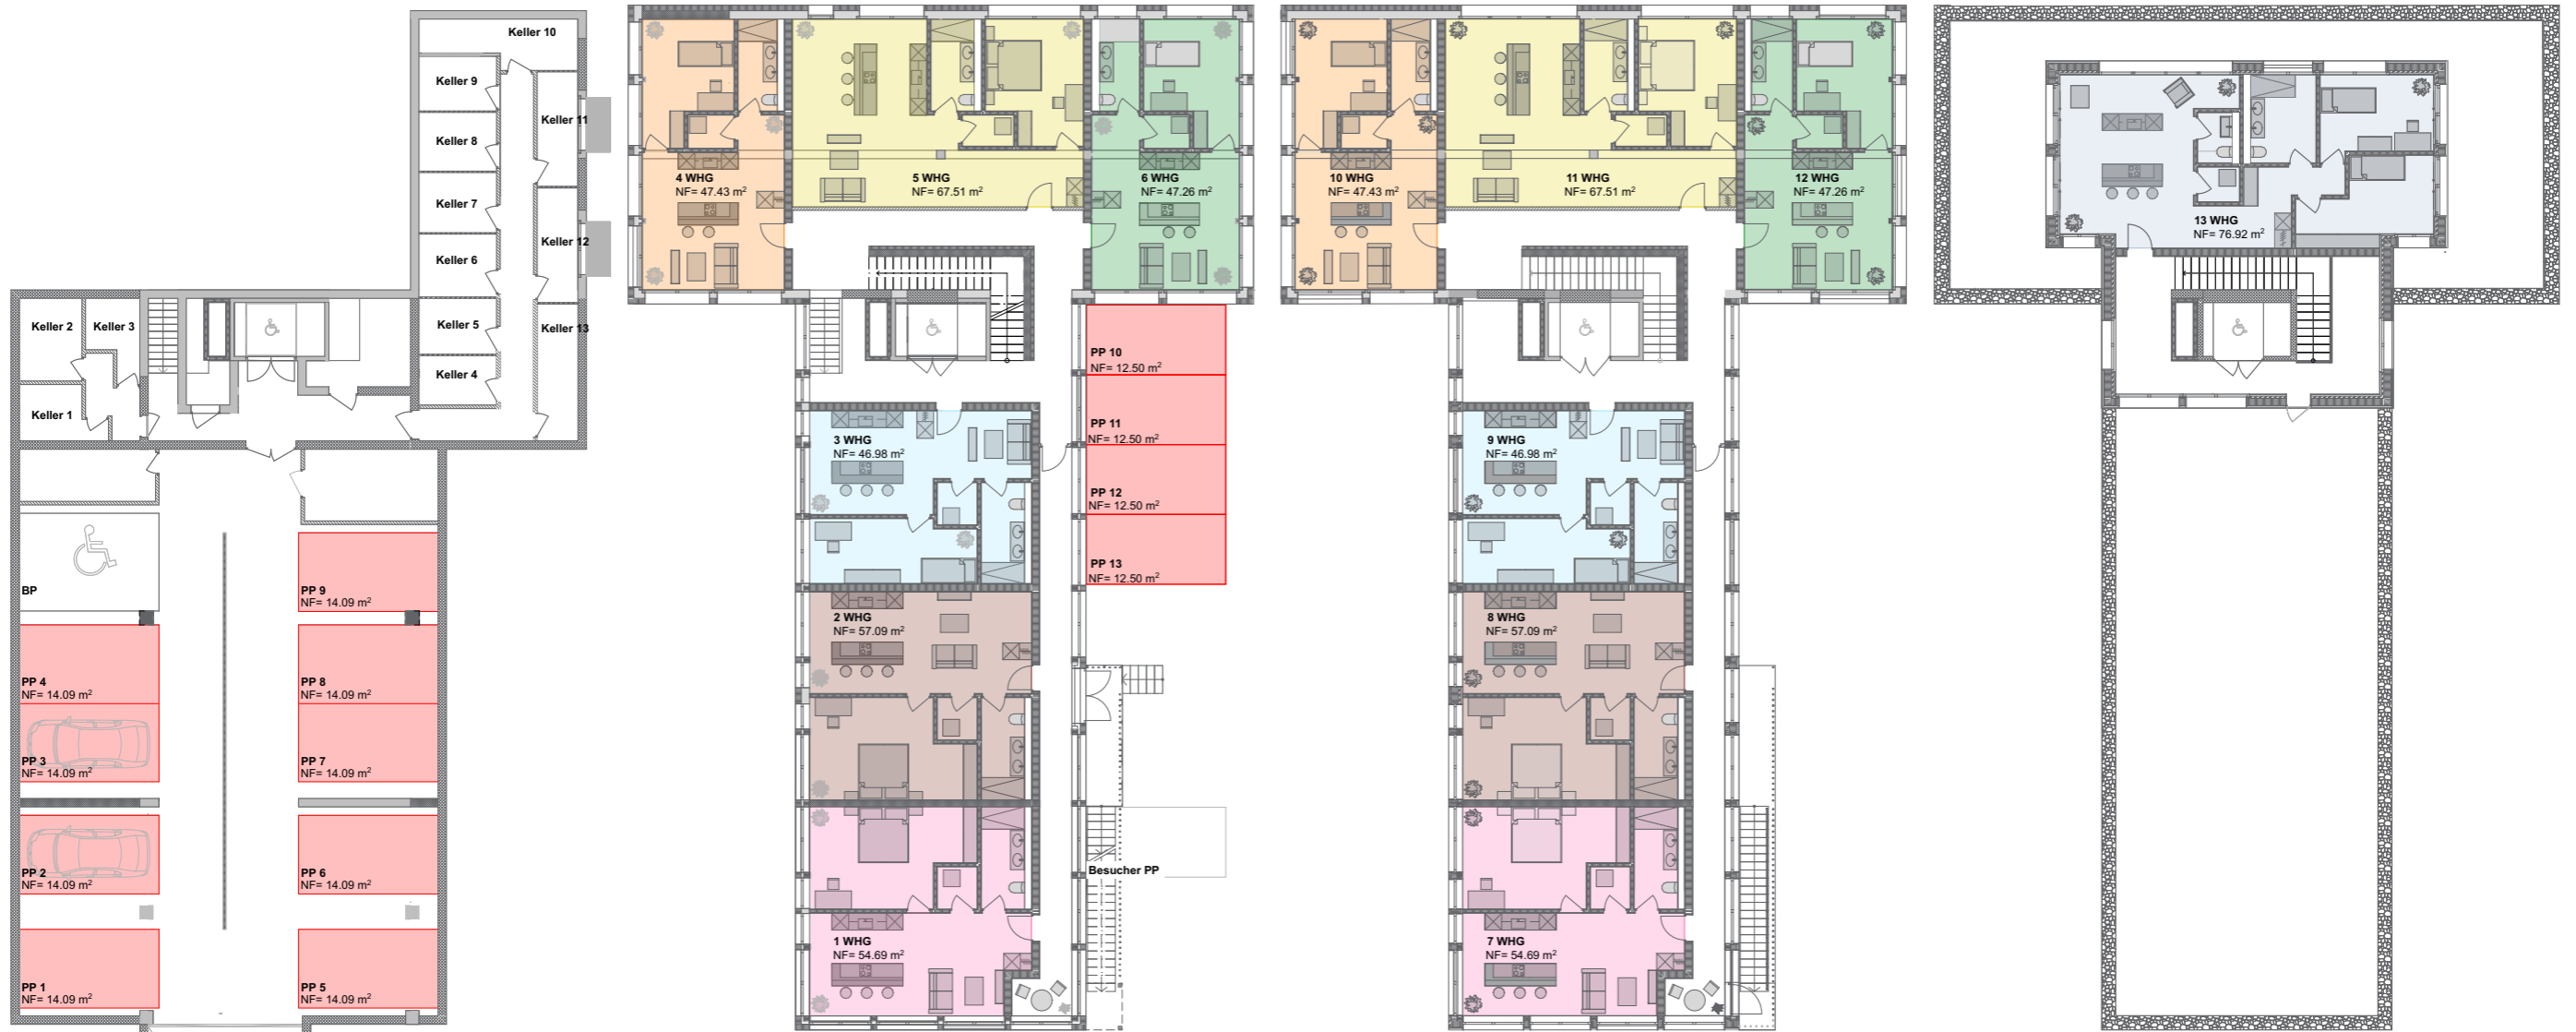 Keller 10
Keller 9
Keller 11
Keller 8
Keller 7
Keller 12
Keller 6
Keller 5
Keller 13
Keller 4
Keller 2
Keller 3
Keller 1
BP
PP 9
NF= 14.09 m²
PP 4
NF= 14.09 m²
PP 8
NF= 14.09 m²
PP 3
NF= 14.09 m²
PP 7
NF= 14.09 m²
PP 2
NF= 14.09 m²
PP 6
NF= 14.09 m²
PP 1
NF= 14.09 m²
PP 5
NF= 14.09 m²
4 WHG
NF= 47.43 m²
5 WHG
NF= 67.51 m²
6 WHG
NF= 47.26 m²
PP 10
NF= 12.50 m²
PP 11
NF= 12.50 m²
PP 12
NF= 12.50 m²
PP 13
NF= 12.50 m²
3 WHG
NF= 46.98 m²
2 WHG
NF= 57.09 m²
Besucher PP
1 WHG
NF= 54.69 m²
10 WHG
NF= 47.43 m²
11 WHG
NF= 67.51 m²
12 WHG
NF= 47.26 m²
9 WHG
NF= 46.98 m²
8 WHG
NF= 57.09 m²
7 WHG
NF= 54.69 m²
13 WHG
NF= 76.92 m²